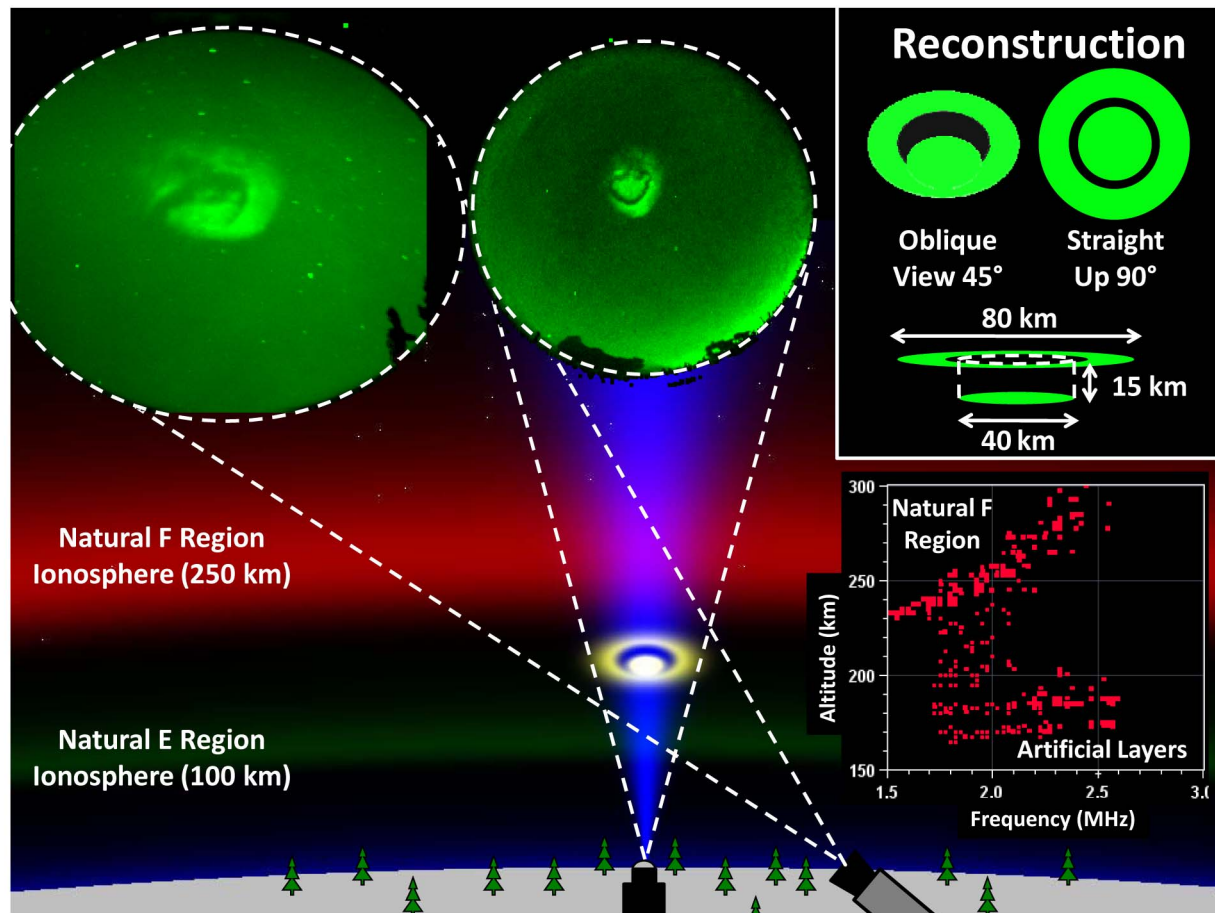 Reconstruction
Oblique
View 45°
Straight
Up 90°
80 km
15 km
40 km
Natural F Region
Ionosphere (250 km)
Natural E Region
Ionosphere (100 km)
Natural F
Region
Artificial Layers
300
250
200
150
Altitude (km)
1.5
2.0
2.5
3.0
Frequency (MHz)